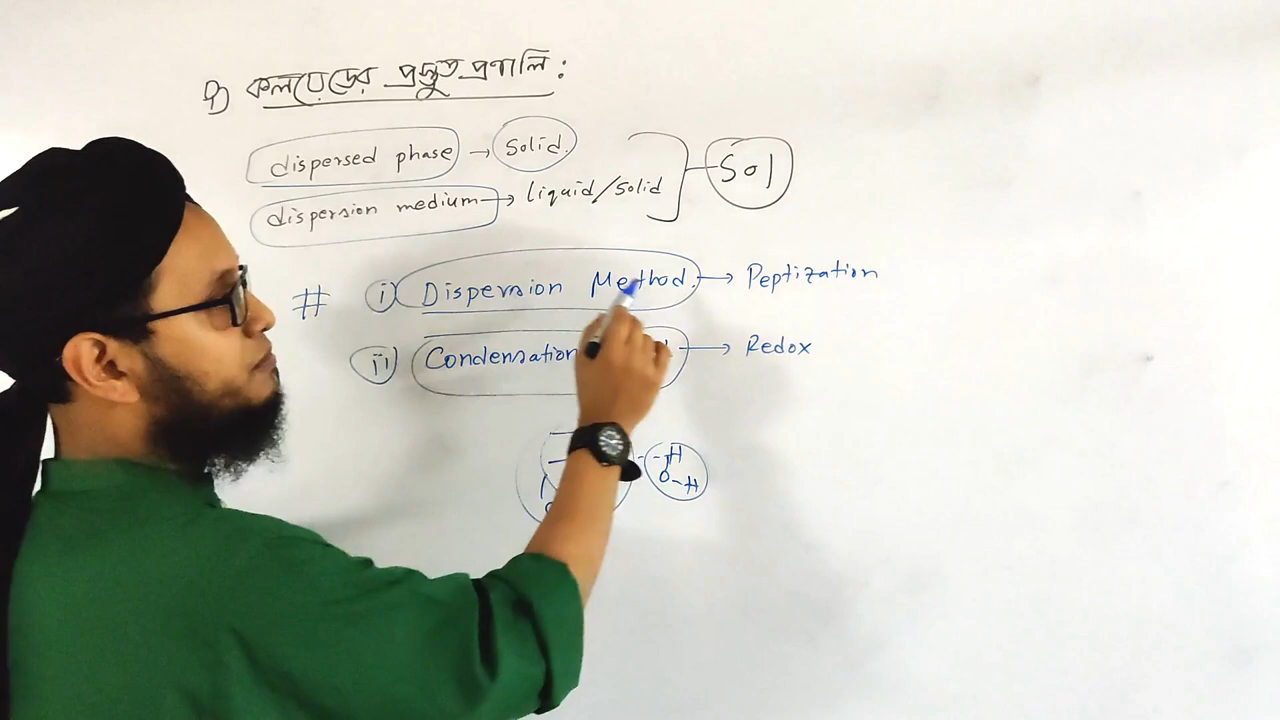 কলয়েডের প্রস্তুত প্রণালি :
dispersed phase → Solid.
dispersion medium → liquid/Solid
Sol
# i) Dispersion Method. → Peptization
ii) Condensation → Redox
H
O-H